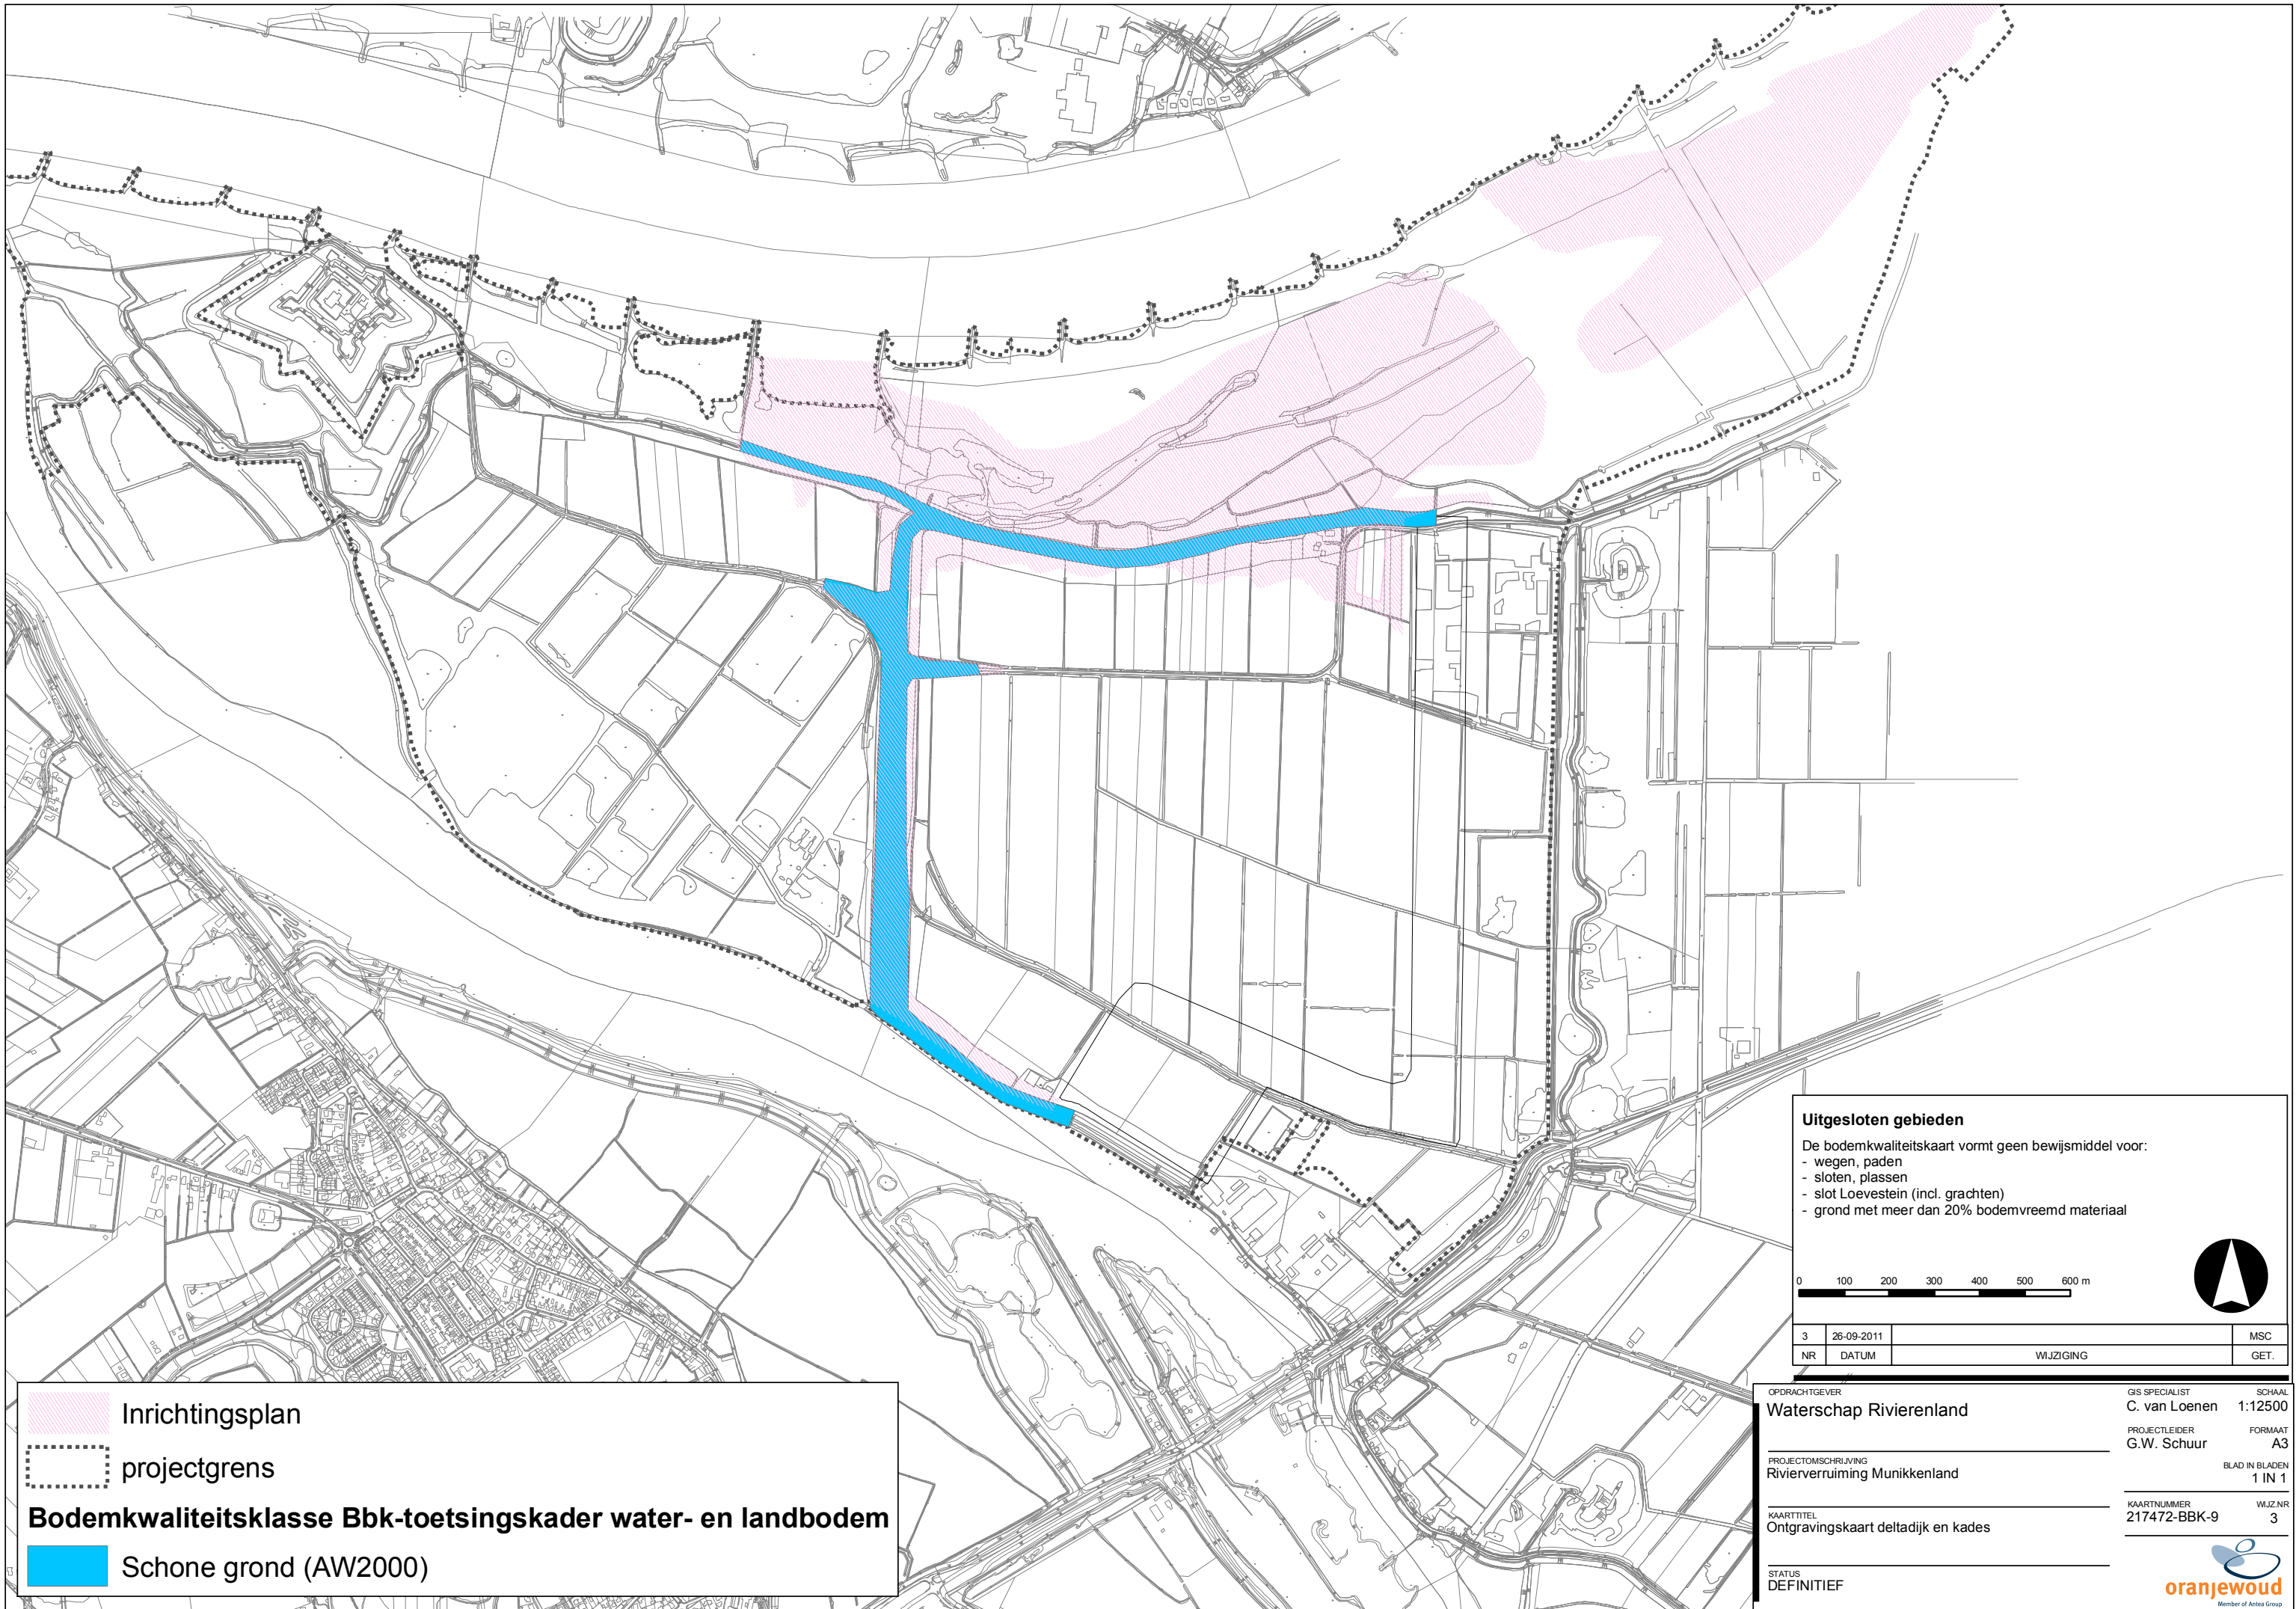 Uitgesloten gebieden
De bodemkwaliteitskaart vormt geen bewijsmiddel voor:
- wegen, paden
- sloten, plassen
- slot Loevestein (incl. grachten)
- grond met meer dan 20% bodemvreemd materiaal
0 100 200 300 400 500 600 m
3 26-09-2011 MSC
NR DATUM WIJZIGING GET.
Inrichtingsplan
projectgrens
Bodemkwaliteitsklasse Bbk-toetsingskader water- en landbodem
Schone grond (AW2000)
OPDRACHTGEVER
Waterschap Rivierenland
PROJECTOMSCHRIJVING
Rivierverruiming Munikkenland
KAARTTITEL
Ontgravingskaart deltadijk en kades
STATUS
DEFINITIEF
GIS SPECIALIST SCHAAL
C. van Loenen 1:12500
PROJECTLEIDER FORMAAT
G.W. Schuur A3
BLAD IN BLADEN
1 IN 1
KAARTNUMMER WIJZ.NR
217472-BBK-9 3
oranjewoud
Member of Antea Group